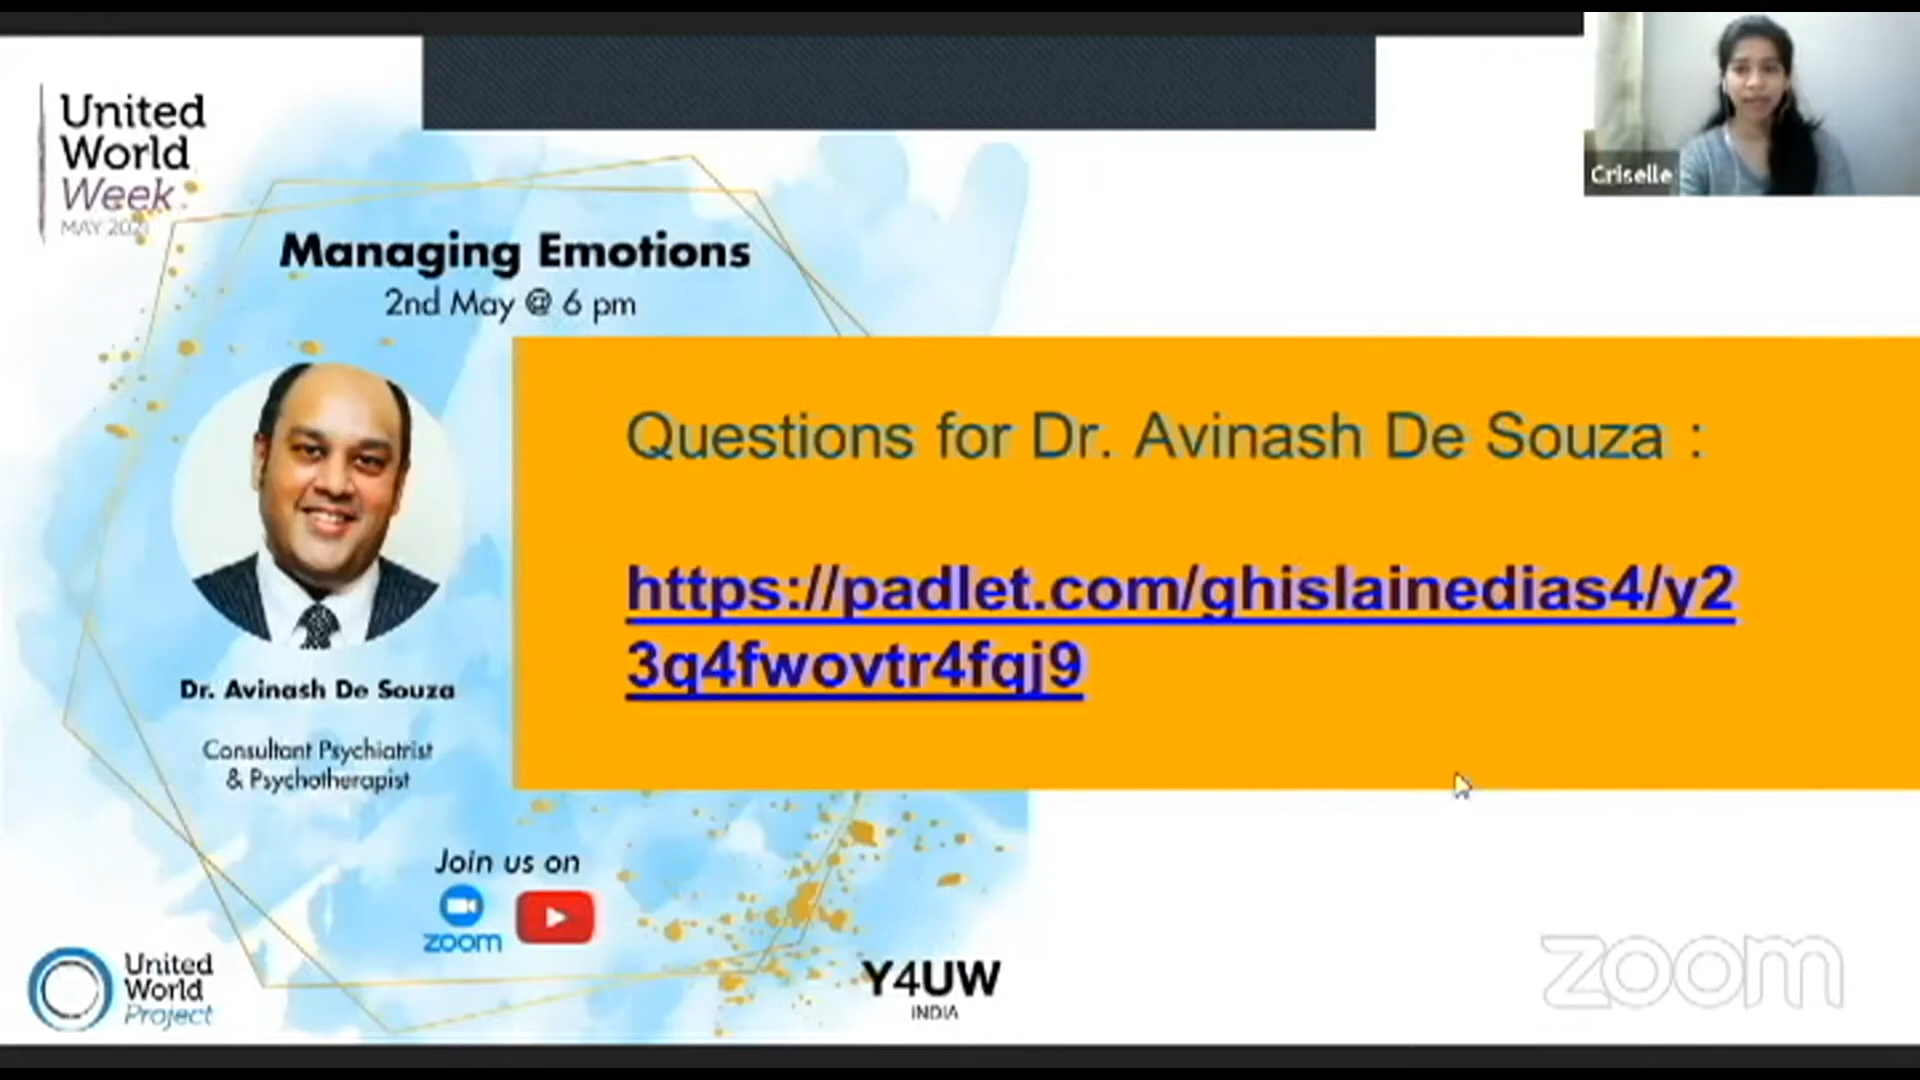 United
World
Week
MAY 2021
Managing Emotions
2nd May @ 6 pm
Dr. Avinash De Souza
Consultant Psychiatrist
& Psychotherapist
Join us on
zoom
United
World
Project
Y4UW
INDIA
Questions for Dr. Avinash De Souza :
https://padlet.com/ghislainedias4/y2
3q4fwovtr4fqj9
Criselle
zoom